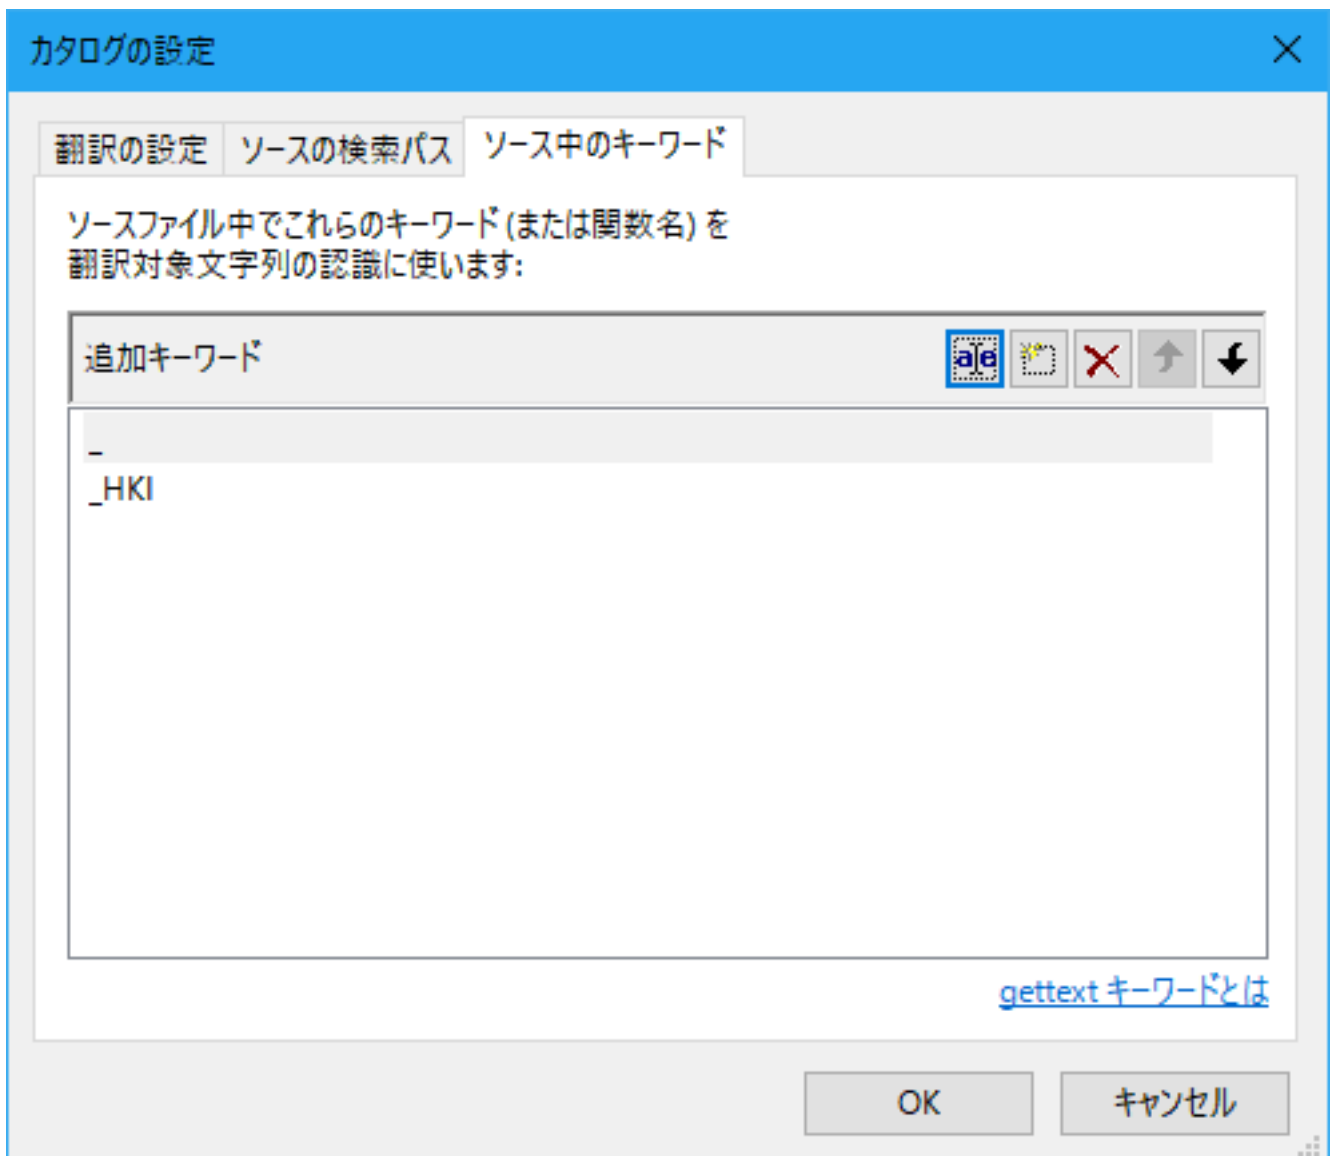 カタログの設定
翻訳の設定
ソースの検索パス
ソース中のキーワード
ソースファイル中でこれらのキーワード (または関数名) を
翻訳対象文字列の認識に使います:
追加キーワード
_
_HKI
gettext キーワードとは
OK
キャンセル